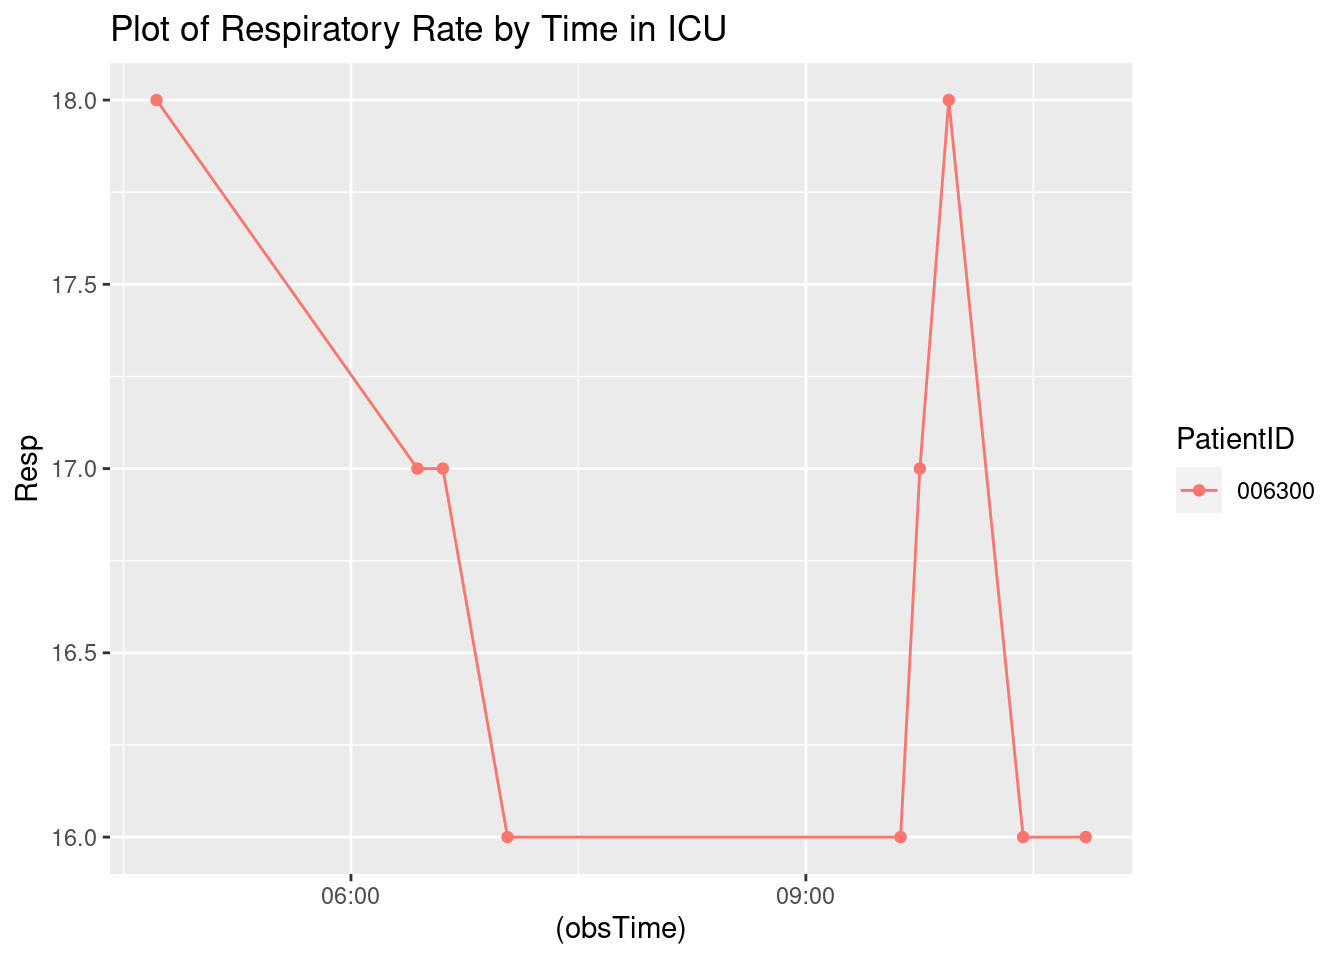 Plot of Respiratory Rate by Time in ICU
18.0
17.5
17.0
16.5
16.0
Resp
06:00
09:00
(obsTime)
PatientID
006300